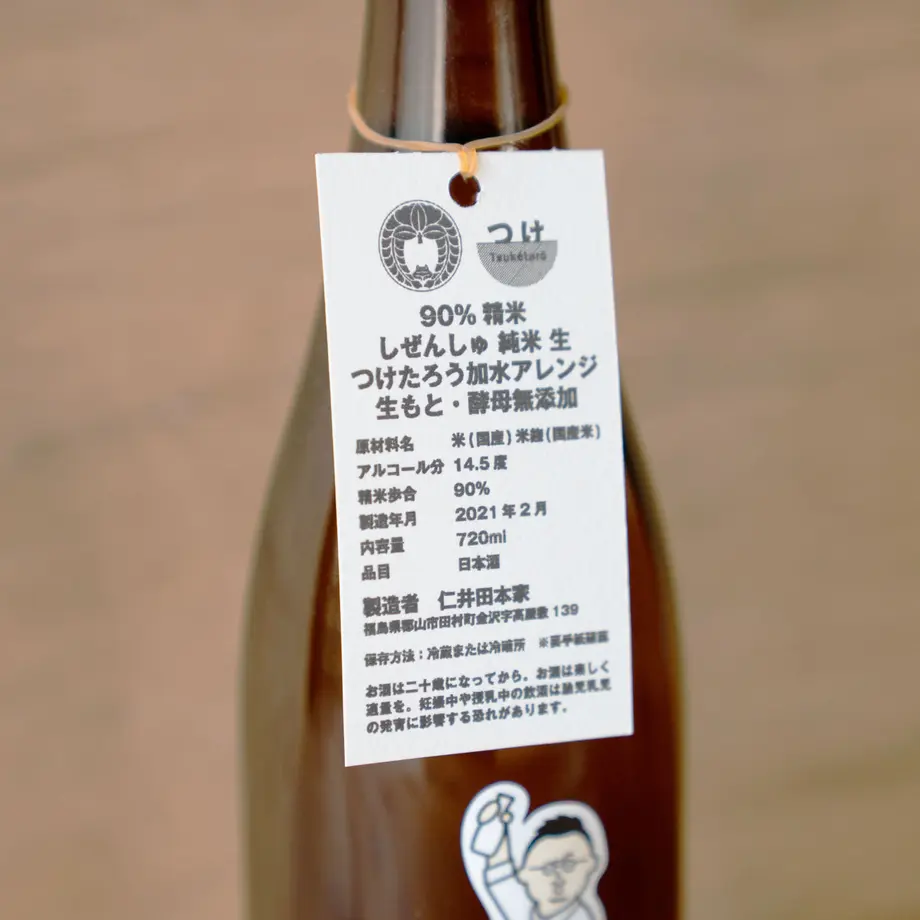 つけ
Tsukétaro
90% 精米
しぜんしゅ 純米 生
つけたろう加水アレンジ
生もと・酵母無添加
原材料名 米(国産)米麹(国産米)
アルコール分 14.5度
精米歩合 90%
製造年月 2021年2月
内容量 720ml
品目 日本酒
製造者 仁井田本家
福島県郡山市田村町金沢字高屋敷139
保存方法:冷蔵または冷暗所
お酒は二十歳になってから。お酒は楽しく
適量を。妊娠中や授乳中の飲酒は胎児乳児
の発育に影響する恐れがあります。